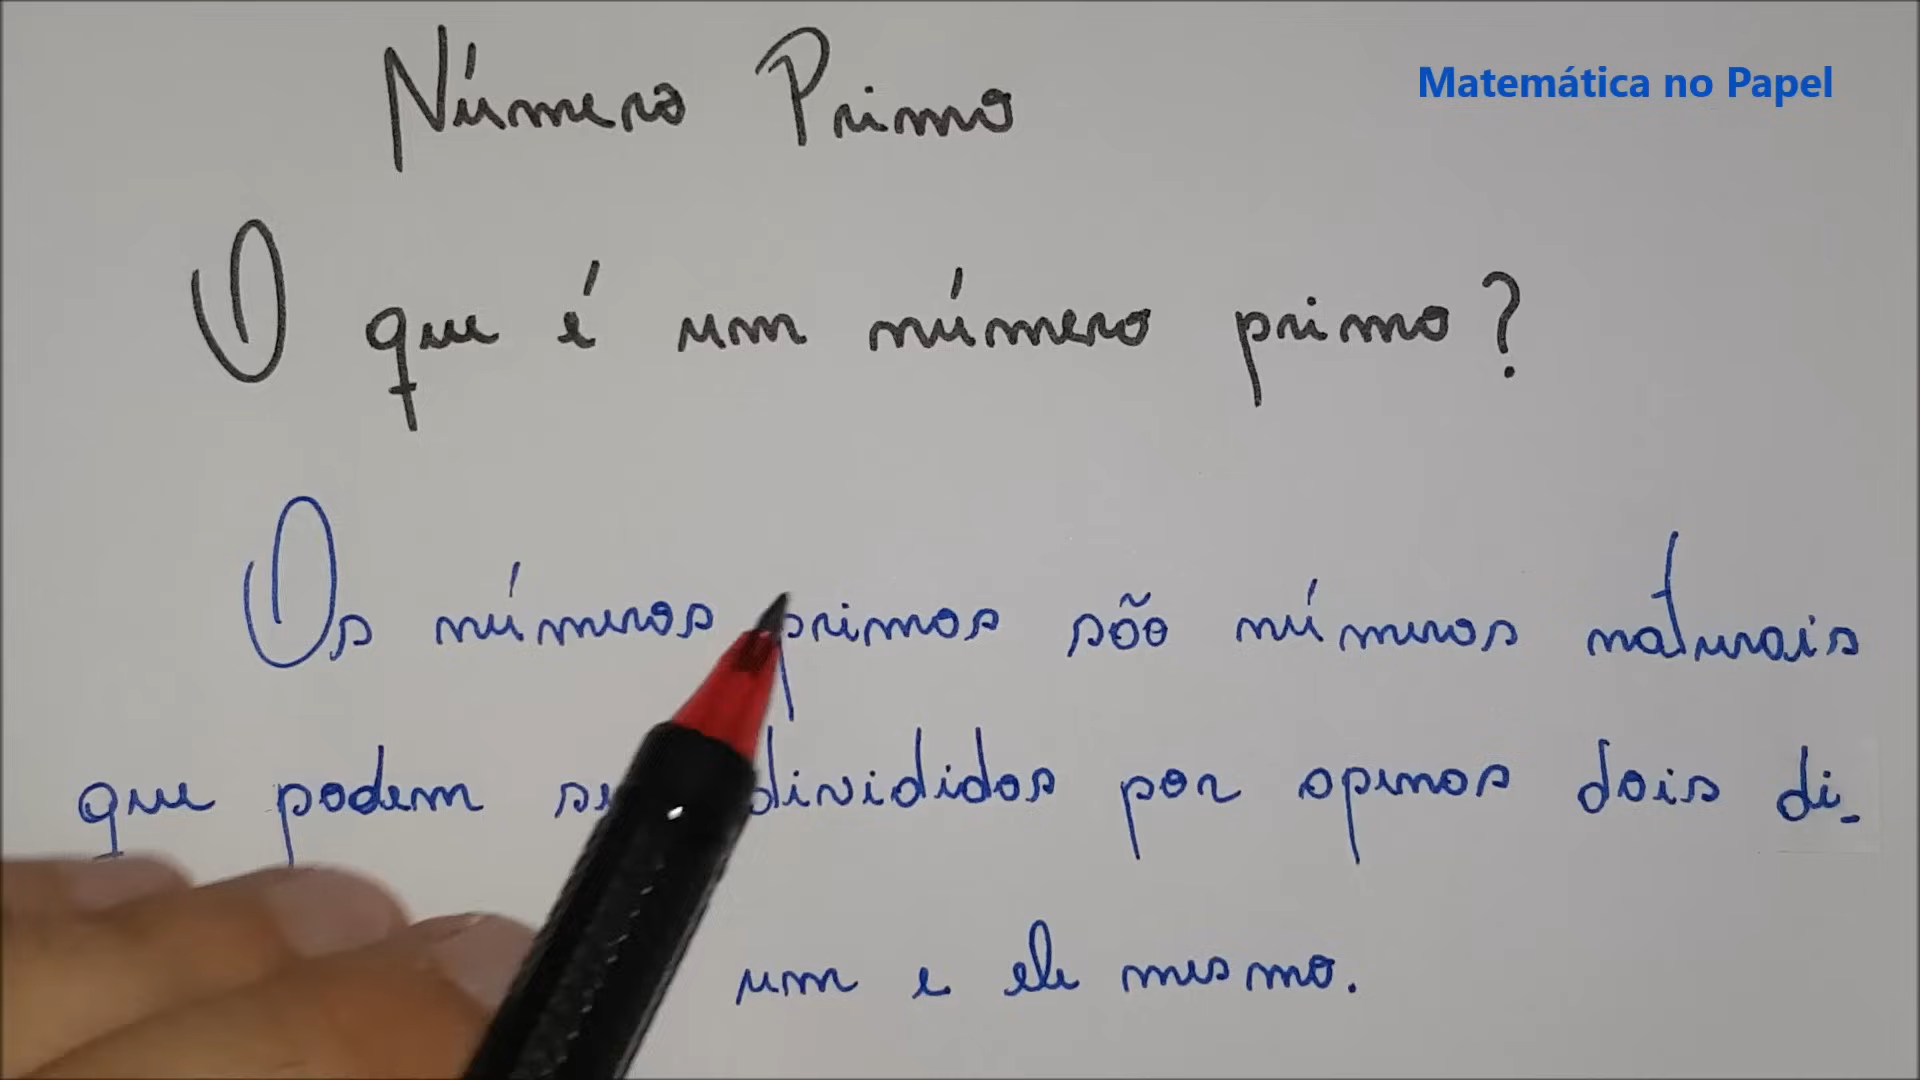 Número Primo
Matemática no Papel
O que é um número primo?
Os números primos são números naturais
que podem divididos por apenas dois di-
um e ele mesmo.